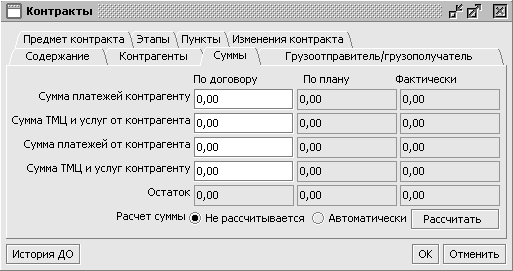 Контракты
Предмет контракта Этапы Пункты Изменения контракта
Содержание Контрагенты Суммы Грузоотправитель/грузополучатель
По договору По плану Фактически
Сумма платежей контрагенту 0,00 0,00 0,00
Сумма ТМЦ и услуг от контрагента 0,00 0,00 0,00
Сумма платежей от контрагента 0,00 0,00 0,00
Сумма ТМЦ и услуг контрагенту 0,00 0,00 0,00
Остаток 0,00 0,00 0,00
Расчет суммы Не рассчитывается Автоматически Рассчитать
История ДО ОК Отменить